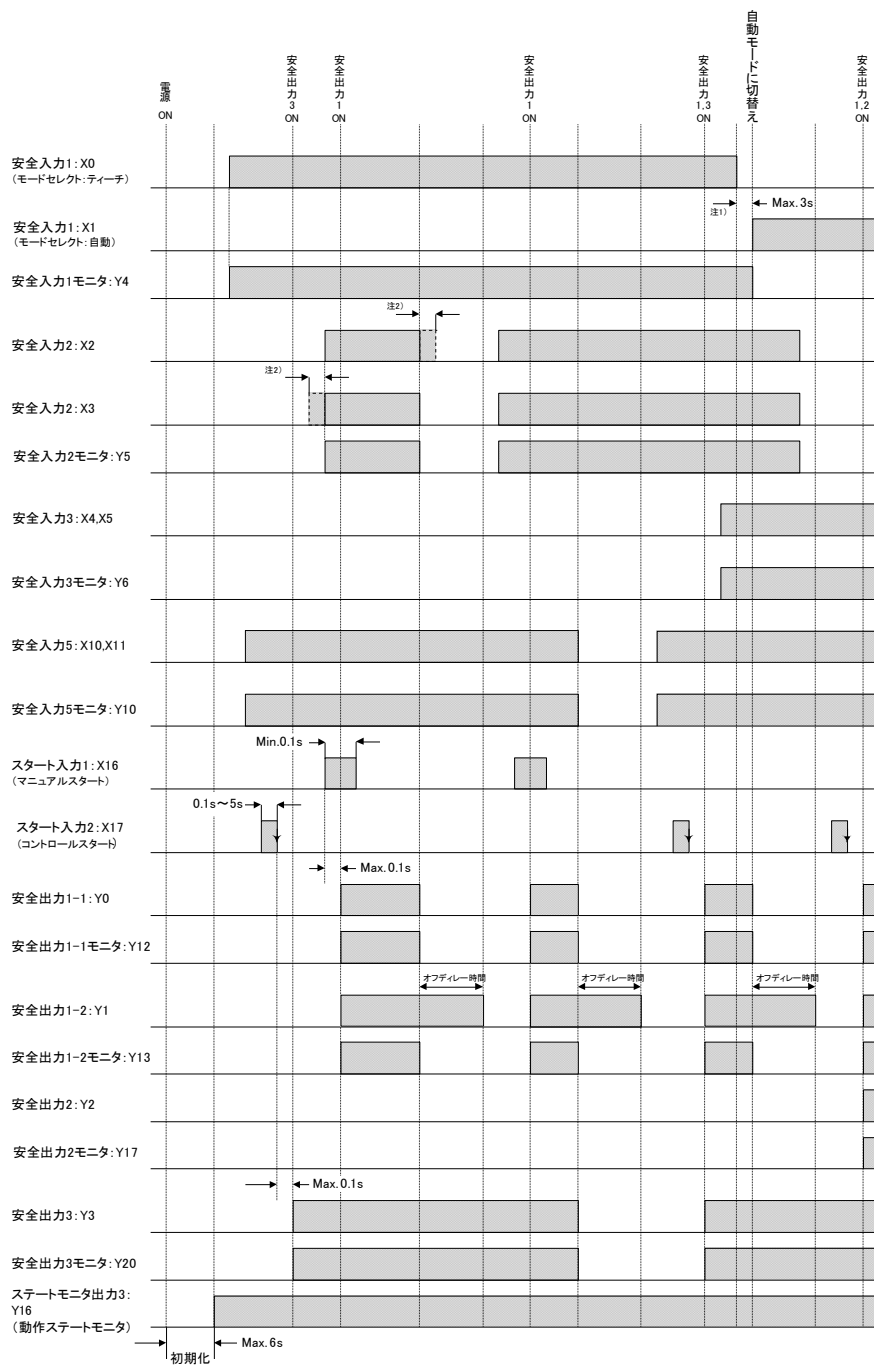 電源
ON
安全出力3
ON
安全出力1
ON
安全出力1
ON
安全出力1,3
ON
自動モードに切替え
安全出力1,2
ON
安全入力1:X0
(モードセレクト:ティーチ)
注1)
Max.3s
安全入力1:X1
(モードセレクト:自動)
安全入力1モニタ:Y4
注2)
安全入力2:X2
注2)
安全入力2:X3
安全入力2モニタ:Y5
安全入力3:X4,X5
安全入力3モニタ:Y6
安全入力5:X10,X11
安全入力5モニタ:Y10
Min.0.1s
スタート入力1:X16
(マニュアルスタート)
0.1s～5s
スタート入力2:X17
(コントロールスタート)
Max.0.1s
安全出力1-1:Y0
安全出力1-1モニタ:Y12
オフディレー時間
オフディレー時間
オフディレー時間
安全出力1-2:Y1
安全出力1-2モニタ:Y13
安全出力2:Y2
安全出力2モニタ:Y17
Max.0.1s
安全出力3:Y3
安全出力3モニタ:Y20
ステートモニタ出力3:
Y16
(動作ステートモニタ)
Max.6s
初期化